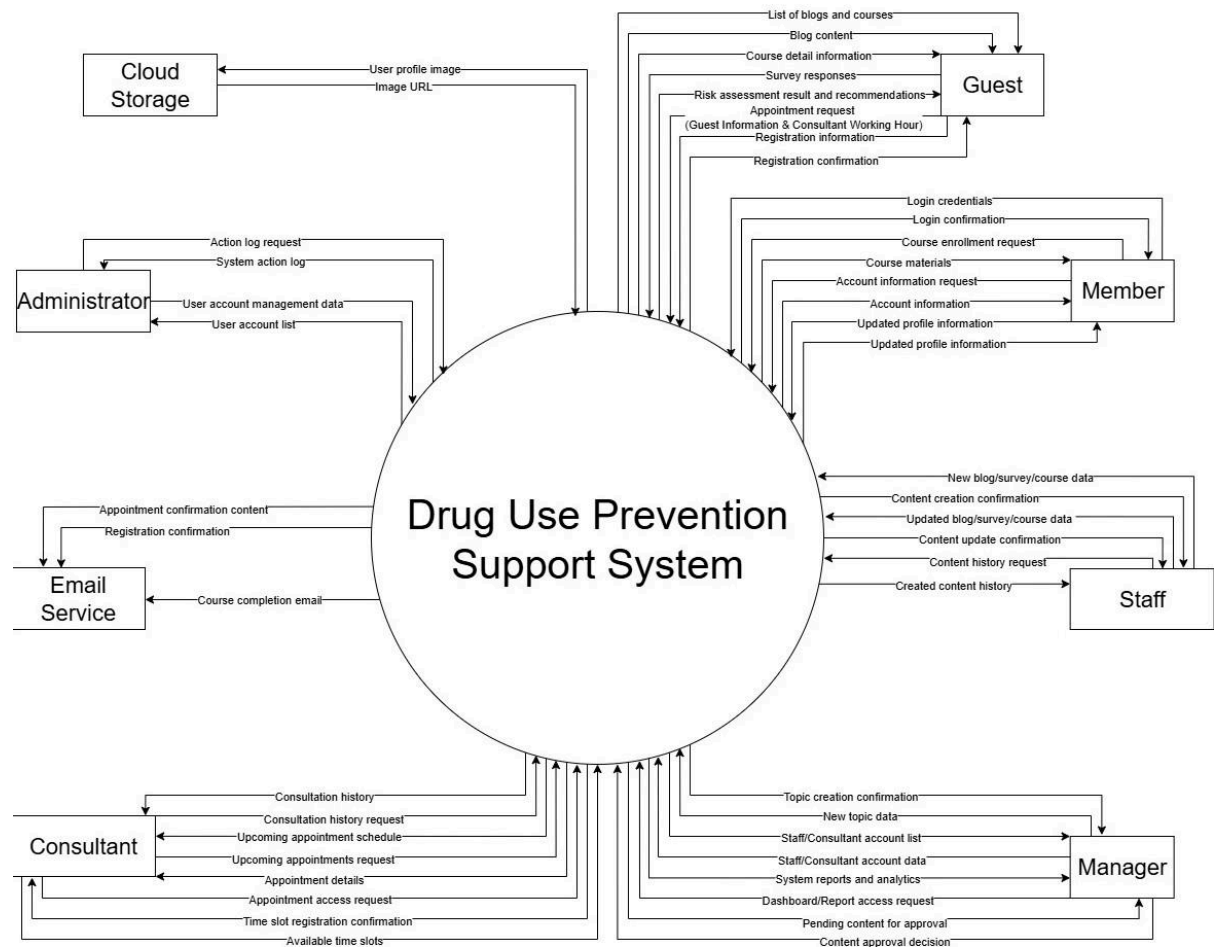 List of blogs and courses
Blog content
Course detail information
Survey responses
Risk assessment result and recommendations
Appointment request
(Guest Information & Consultant Working Hour)
Registration information
Registration confirmation
Guest
Cloud
Storage
User profile image
Image URL
Login credentials
Login confirmation
Course enrollment request
Course materials
Account information request
Account information
Updated profile information
Updated profile information
Member
Administrator
Action log request
System action log
User account management data
User account list
Drug Use Prevention
Support System
New blog/survey/course data
Content creation confirmation
Updated blog/survey/course data
Content update confirmation
Content history request
Created content history
Staff
Appointment confirmation content
Registration confirmation
Email
Service
Course completion email
Consultation history
Consultation history request
Upcoming appointment schedule
Upcoming appointments request
Appointment details
Appointment access request
Time slot registration confirmation
Available time slots
Consultant
Topic creation confirmation
New topic data
Staff/Consultant account list
Staff/Consultant account data
System reports and analytics
Dashboard/Report access request
Pending content for approval
Content approval decision
Manager